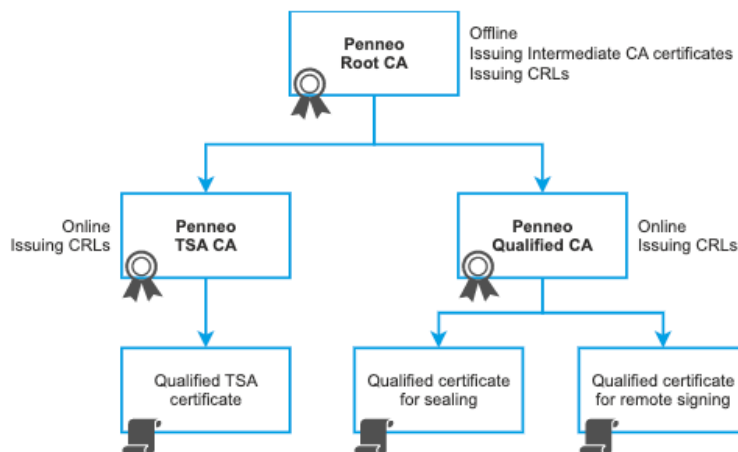 Penneo
Root CA
Offline
Issuing Intermediate CA certificates
Issuing CRLs
Online
Issuing CRLs
Penneo
TSA CA
Penneo
Qualified CA
Online
Issuing CRLs
Qualified TSA
certificate
Qualified certificate
for sealing
Qualified certificate
for remote signing